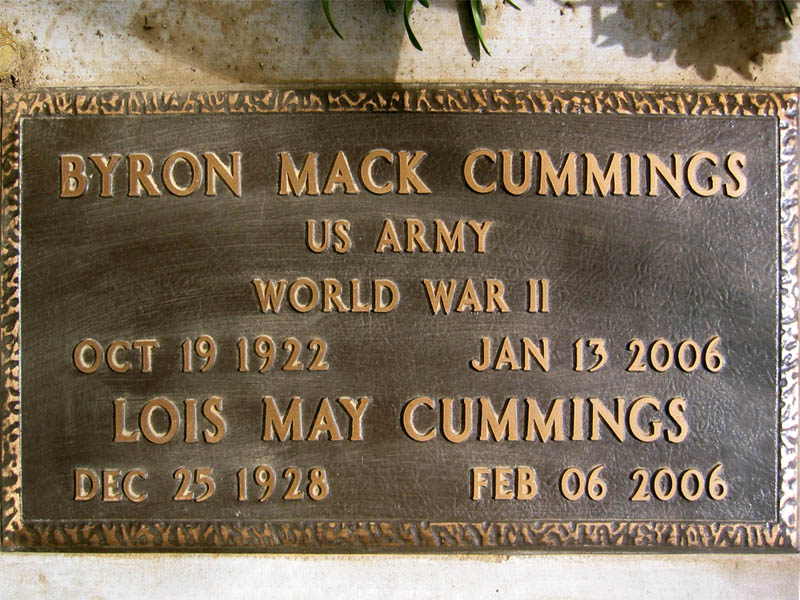 BYRON MACK CUMMINGS
US ARMY
WORLD WAR II
OCT 19 1922 JAN 13 2006
LOIS MAY CUMMINGS
DEC 25 1928 FEB 06 2006